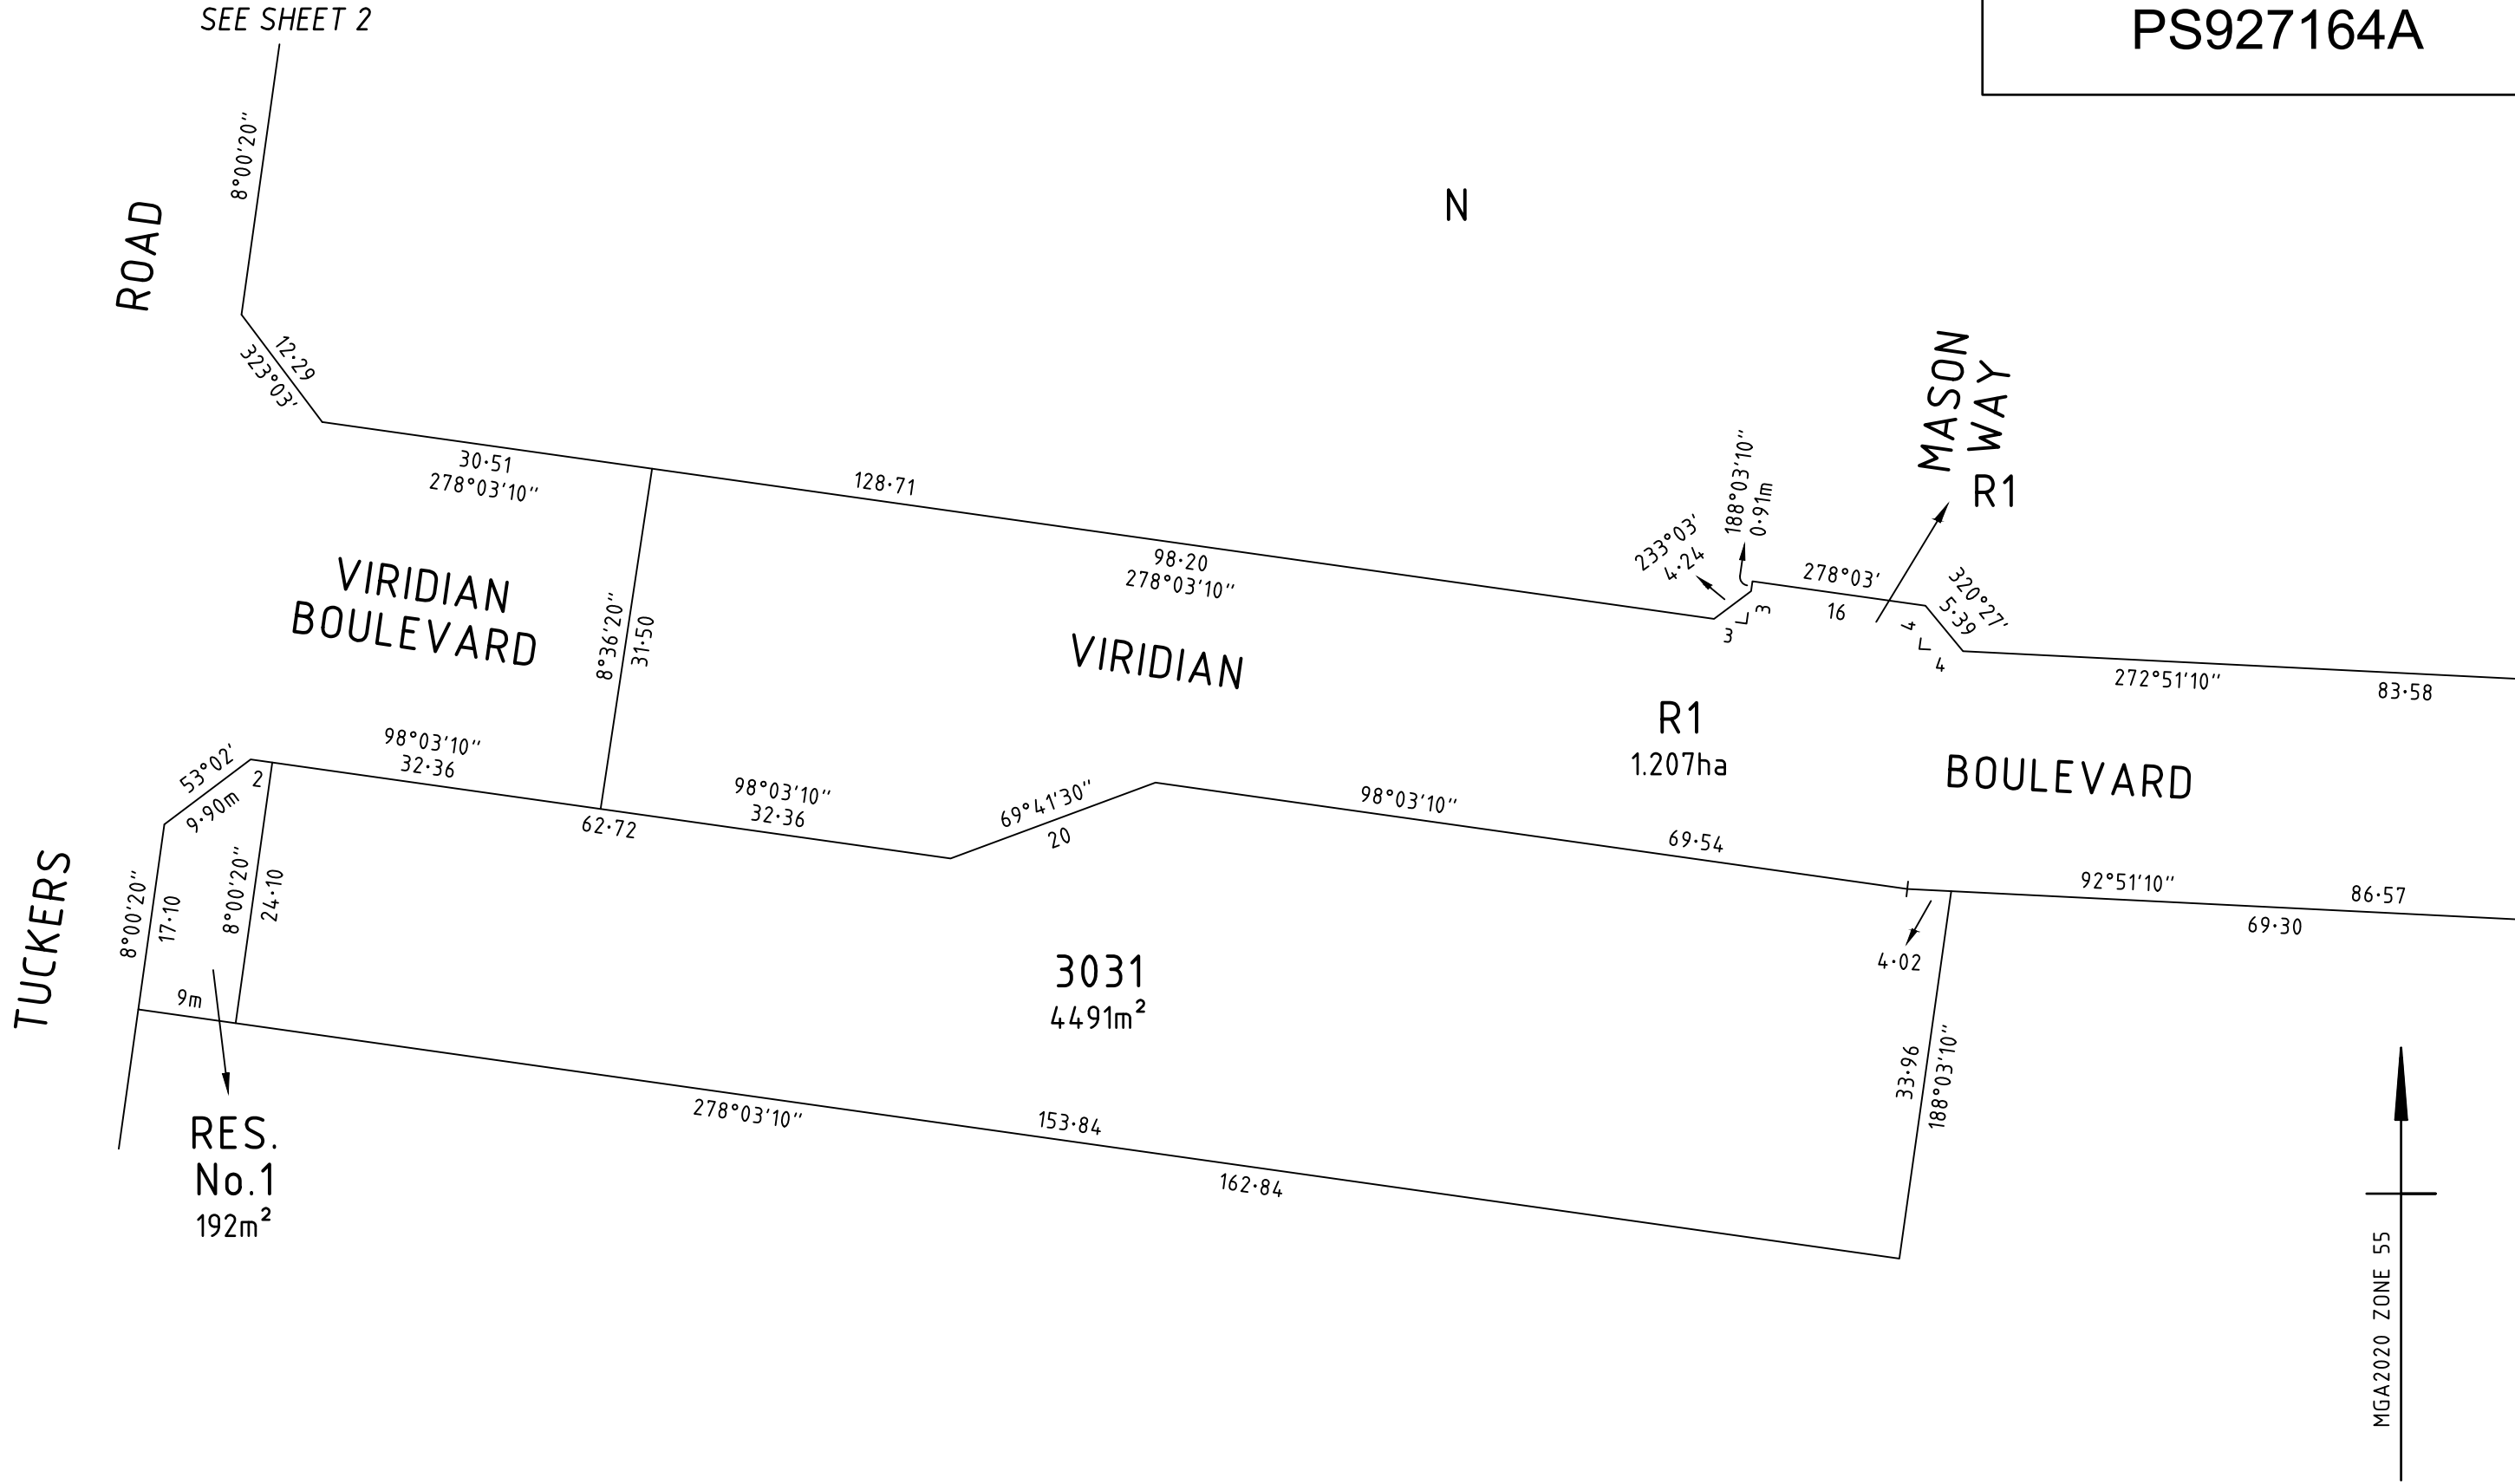 SEE SHEET 2
PS927164A
8°00'20"
ROAD
N
12·29
323°03'
30·51
278°03'10"
128·71
98·20
278°03'10"
233°03'
4·24
188°03'10"
0·91m
3
3
278°03'
16
MASON
WAY
R1
320°27'
5·39
4
4
272°51'10"
83·58
VIRIDIAN
BOULEVARD
8°36'20"
31·50
VIRIDIAN
R1
1.207ha
BOULEVARD
53°02'
9·90m
2
98°03'10"
32·36
62·72
98°03'10"
32·36
69°41'30"
20
98°03'10"
69·54
92°51'10"
86·57
69·30
4·02
TUCKERS
8°00'20"
17·10
8°00'20"
24·10
9m
3031
4491m²
33·96
188°03'10"
278°03'10"
153·84
162·84
RES.
No.1
192m²
MGA2020 ZONE 55